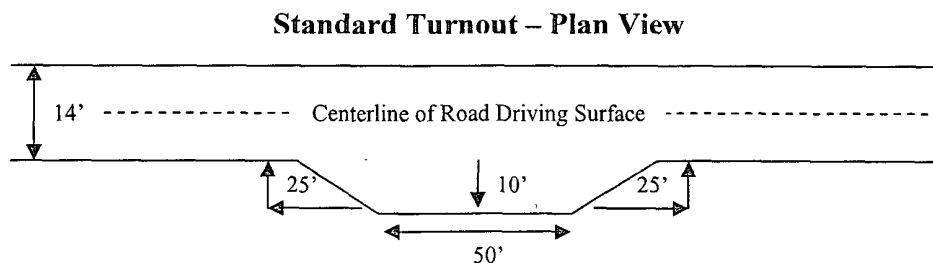 Standard Turnout – Plan View
14’
Centerline of Road Driving Surface
25’
10’
25’
50’